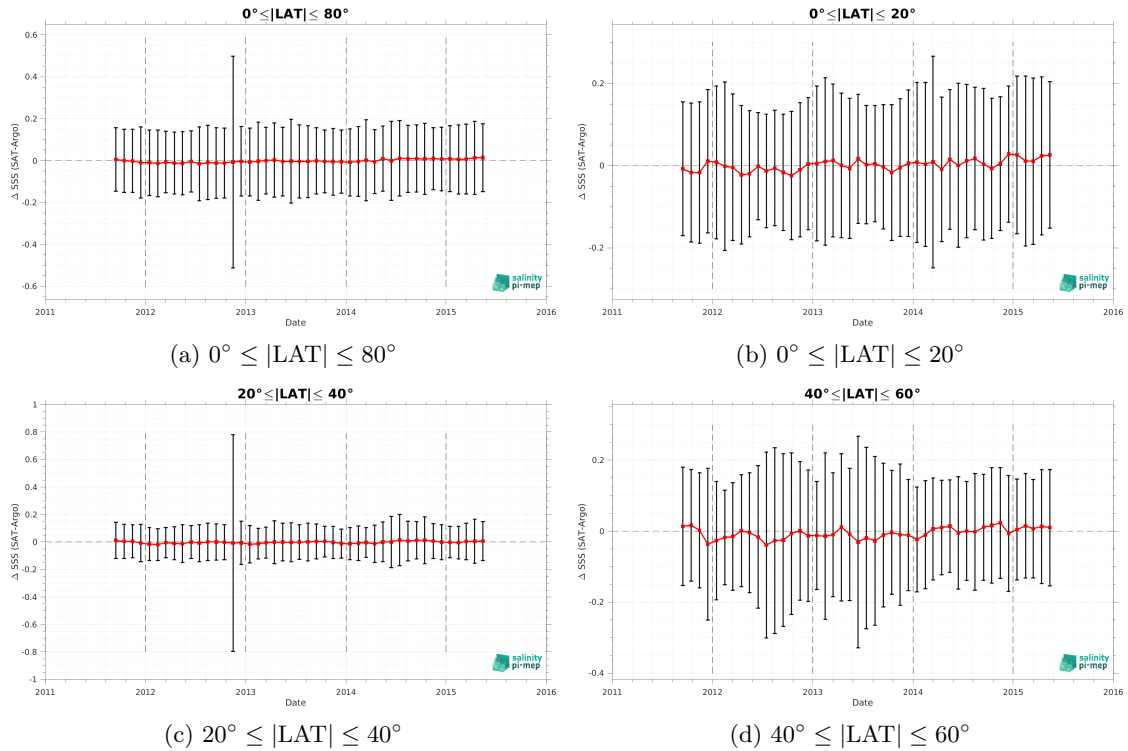 0°≤|LAT|≤ 80°
Δ SSS (SAT-Argo)
0.6
0.4
0.2
0
-0.2
-0.4
-0.6
2011 2012 2013 2014 2015 2016
Date
salinity
pi-mep
(a) 0° ≤ |LAT| ≤ 80°
0°≤|LAT|≤ 20°
Δ SSS (SAT-Argo)
0.2
0
-0.2
2011 2012 2013 2014 2015 2016
Date
salinity
pi-mep
(b) 0° ≤ |LAT| ≤ 20°
20°≤|LAT|≤ 40°
Δ SSS (SAT-Argo)
1
0.8
0.6
0.4
0.2
0
-0.2
-0.4
-0.6
-0.8
-1
2011 2012 2013 2014 2015 2016
Date
salinity
pi-mep
(c) 20° ≤ |LAT| ≤ 40°
40°≤|LAT|≤ 60°
Δ SSS (SAT-Argo)
0.2
0
-0.2
-0.4
2011 2012 2013 2014 2015 2016
Date
salinity
pi-mep
(d) 40° ≤ |LAT| ≤ 60°